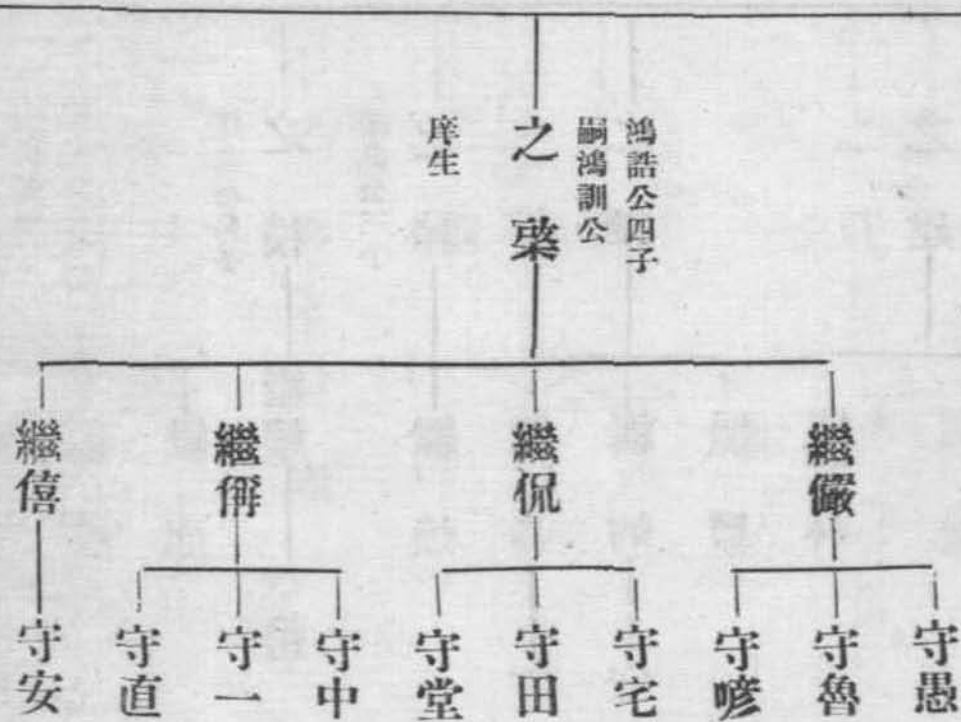 鴻誥公四子
嗣鴻訓公
之棨
庠生
繼儼
繼侃
繼偁
繼僖
守愚
守魯
守喭
守宅
守田
守堂
守中
守一
守直
守安